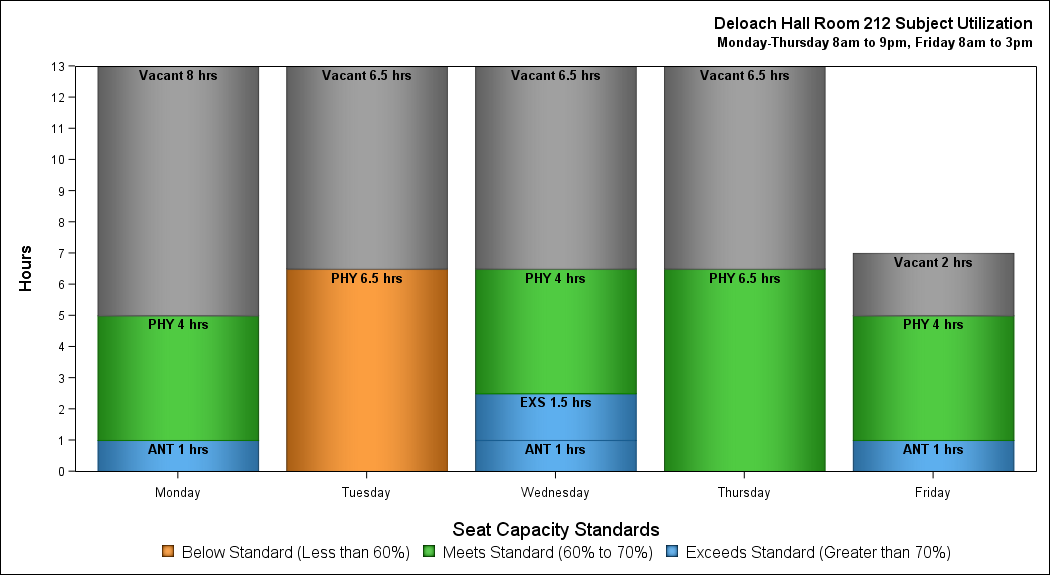 Deloach Hall Room 212 Subject Utilization
Monday-Thursday 8am to 9pm, Friday 8am to 3pm
Hours
13
12
11
10
9
8
7
6
5
4
3
2
1
0
Vacant 8 hrs
PHY 4 hrs
ANT 1 hrs
Vacant 6.5 hrs
PHY 6.5 hrs
Vacant 6.5 hrs
PHY 4 hrs
EXS 1.5 hrs
ANT 1 hrs
Vacant 6.5 hrs
PHY 6.5 hrs
Vacant 2 hrs
PHY 4 hrs
ANT 1 hrs
Monday Tuesday Wednesday Thursday Friday
Seat Capacity Standards
Below Standard (Less than 60%) Meets Standard (60% to 70%) Exceeds Standard (Greater than 70%)